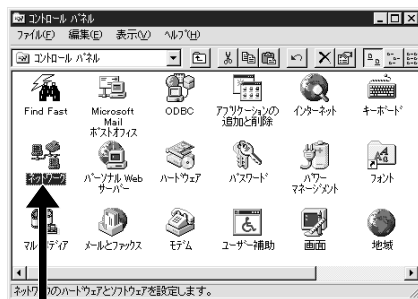 コントロール パネル
ファイル(F) 編集(E) 表示(V) ヘルプ(H)
コントロール パネル
Find Fast
Microsoft Mail ポストオフィス
ODBC
アプリケーションの追加と削除
インターネット
キーボード
ネットワーク
パーソナル Web サーバー
ハードウェア
パスワード
パワー マネージメント
フォント
マルチメディア
メールとファックス
モデム
ユーザー補助
画面
地域
ネットワークのハードウェアとソフトウェアを設定します。